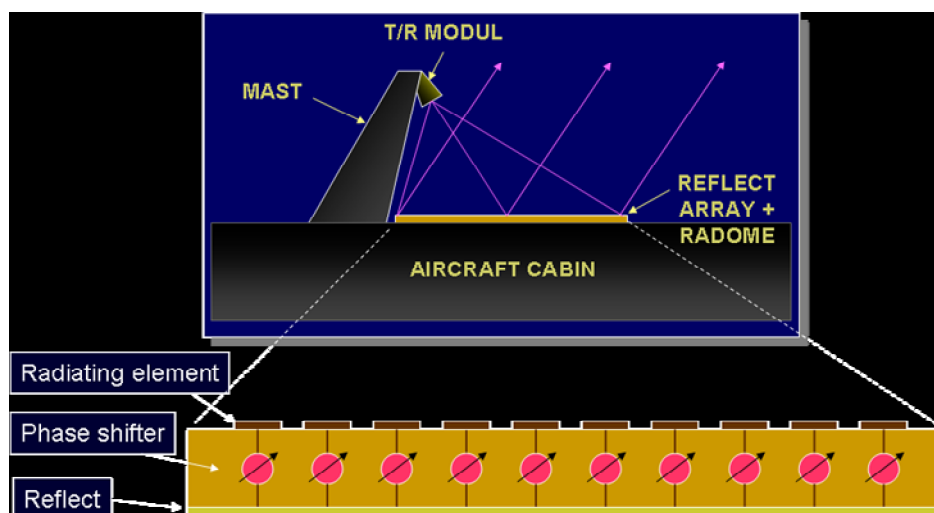 T/R MODUL
MAST
REFLECT
ARRAY +
RADOME
AIRCRAFT CABIN
Radiating element
Phase shifter
Reflect